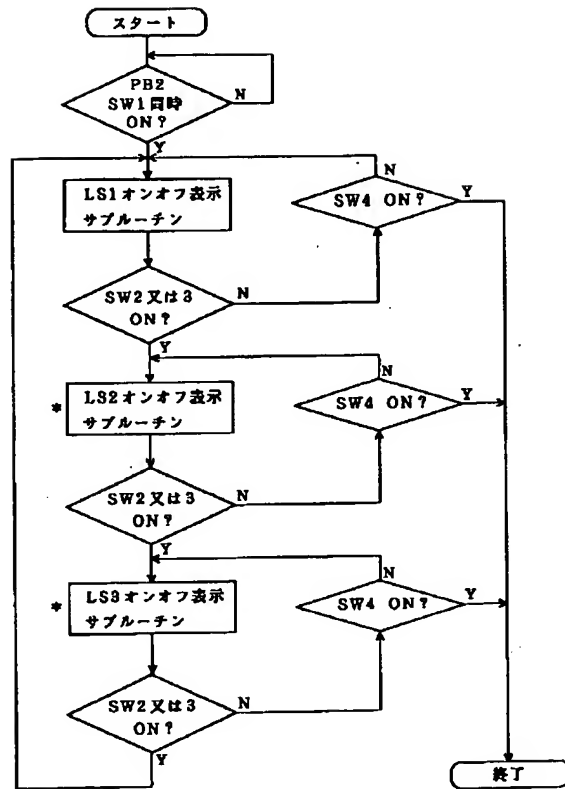 スタート
PB2
SW1同時
ON?
N
Y
LS1オンオフ表示
サブルーチン
N
SW4 ON?
Y
SW2又は3
ON?
N
Y
* LS2オンオフ表示
サブルーチン
N
SW4 ON?
Y
SW2又は3
ON?
N
Y
* LS3オンオフ表示
サブルーチン
N
SW4 ON?
Y
SW2又は3
ON?
N
Y
終了